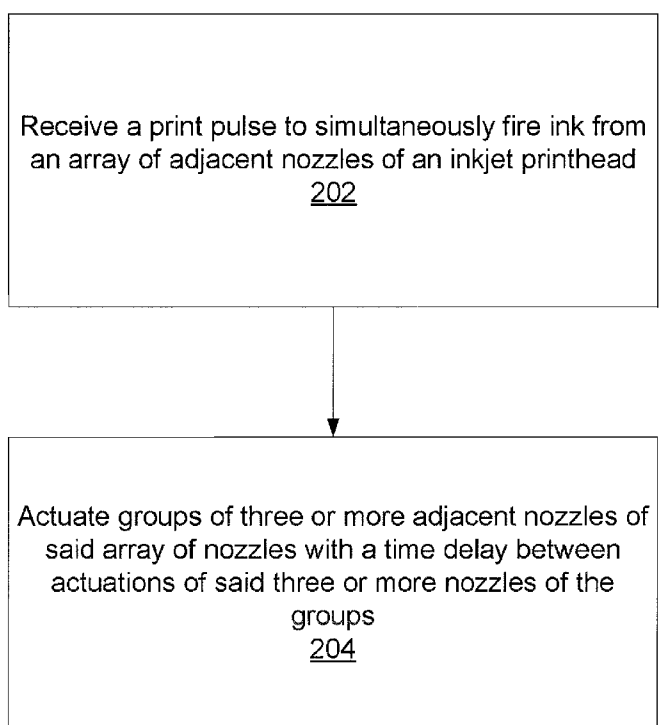 Receive a print pulse to simultaneously fire ink from
an array of adjacent nozzles of an inkjet printhead
202
Actuate groups of three or more adjacent nozzles of
said array of nozzles with a time delay between
actuations of said three or more nozzles of the
groups
204